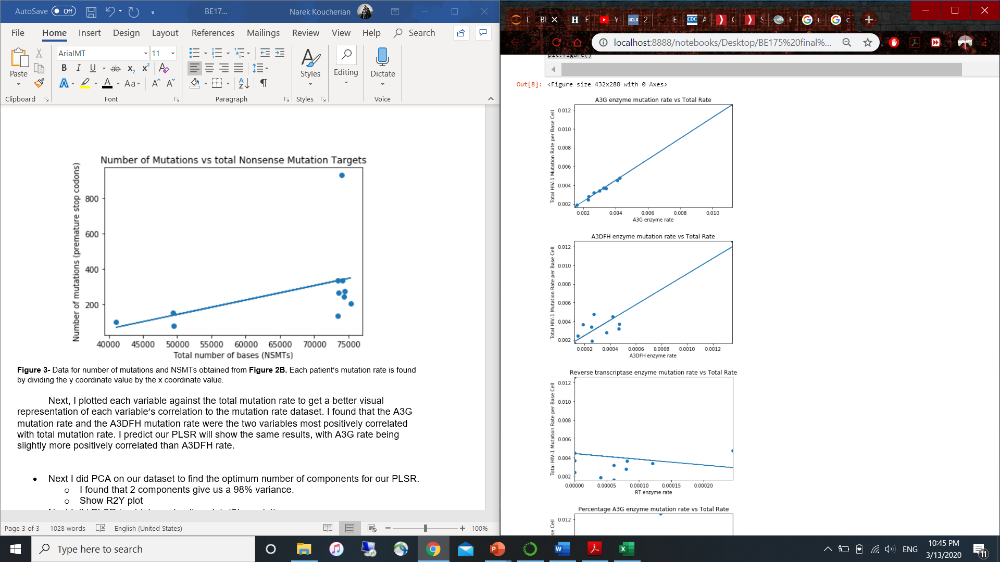 AutoSave Off BE17... Narek Koucherian
File Home Insert Design Layout References Mailings Review View Help Search
ArialMT 11
Paste B I U ab x2 x2 Styles Editing Dictate
A A Aa A A
Clipboard Font Paragraph Styles Voice
Number of Mutations vs total Nonsense Mutation Targets
Number of mutations (premature stop codons)
800
600
400
200
40000 45000 50000 55000 60000 65000 70000 75000
Total number of bases (NSMTs)
Figure 3- Data for number of mutations and NSMTs obtained from Figure 2B. Each patient's mutation rate is found
by dividing the y coordinate value by the x coordinate value.
Next, I plotted each variable against the total mutation rate to get a better visual
representation of each variable's correlation to the mutation rate dataset. I found that the A3G
mutation rate and the A3DFH mutation rate were the two variables most positively correlated
with total mutation rate. I predict our PLSR will show the same results, with A3G rate being
slightly more positively correlated than A3DFH rate.
• Next I did PCA on our dataset to find the optimum number of components for our PLSR.
o I found that 2 components give us a 98% variance.
o Show R2Y plot
Page 3 of 3 1028 words English (United States) 100%
localhost:8888/notebooks/Desktop/BE175%20final%...
plt.figure()
Out[8]: <Figure size 432x288 with 0 Axes>
A3G enzyme mutation rate vs Total Rate
Total HIV-1 Mutation Rate per Base Cell
0.012
0.010
0.008
0.006
0.004
0.002
0.002 0.004 0.006 0.008 0.010
A3G enzyme rate
A3DFH enzyme mutation rate vs Total Rate
Total HIV-1 Mutation Rate per Base Cell
0.012
0.010
0.008
0.006
0.004
0.002
0.0002 0.0004 0.0006 0.0008 0.0010 0.0012
A3DFH enzyme rate
Reverse transcriptase enzyme mutation rate vs Total Rate
Total HIV-1 Mutation Rate per Base Cell
0.012
0.010
0.008
0.006
0.004
0.002
0.00000 0.00005 0.00010 0.00015 0.00020
RT enzyme rate
Percentage A3G enzyme mutation rate vs Total Rate
se Cell
0.012
Type here to search
ENG 10:45 PM
3/13/2020 11